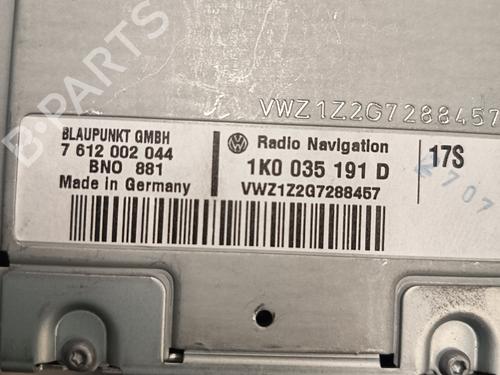 B-PARTS
VWZ1Z2G7288457
BLAUPUNKT GMBH
7 612 002 044
BNO 881
Made in Germany
Radio Navigation
1K0 035 191 D
VWZ1Z2G7288457
17S
2707